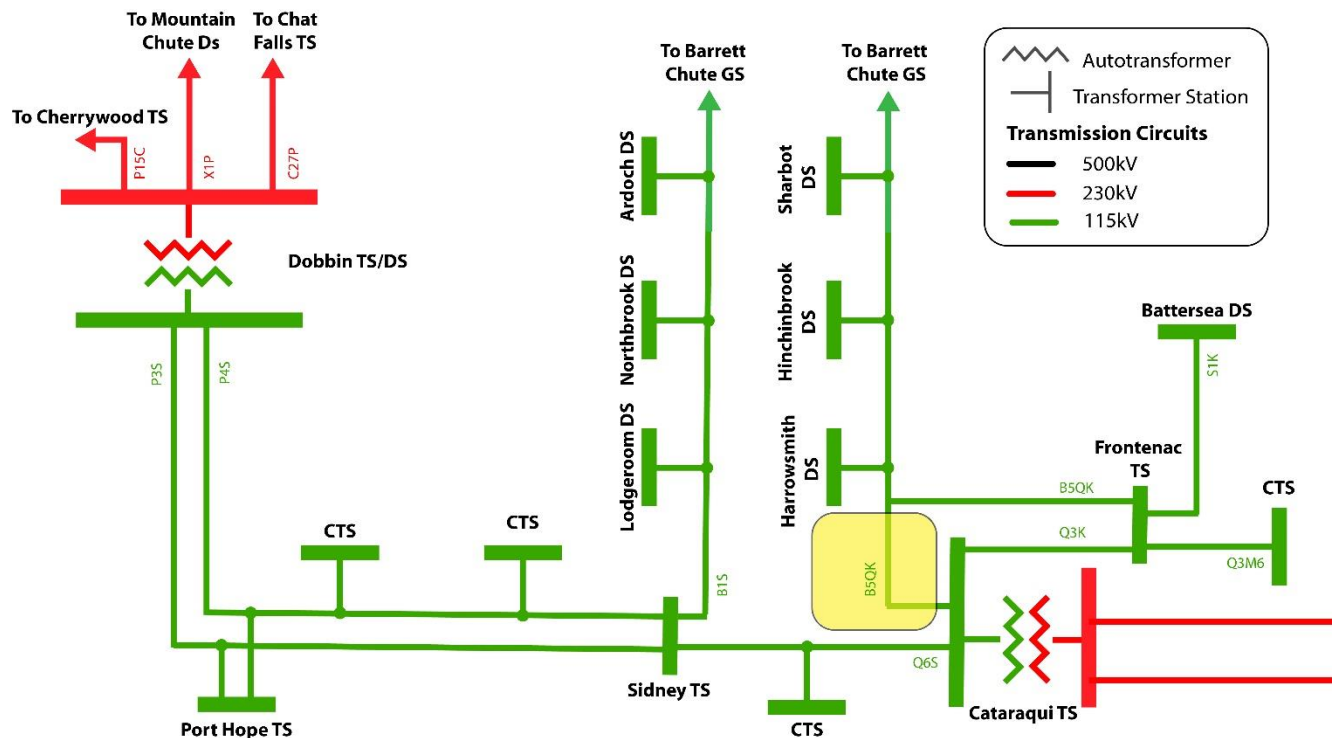 To Mountain
Chute Ds
To Chat
Falls TS
To Barrett
Chute GS
To Barrett
Chute GS
Autotransformer
Transformer Station
Transmission Circuits
500kV
230kV
115kV
To Cherrywood TS
P15C
X1P
C27P
Ardoch DS
Sharbot
DS
Dobbin TS/DS
Northbrook DS
Hinchinbrook
DS
Battersea DS
S1K
P3S
P4S
Lodgeroom DS
Harrowsmith
DS
Frontenac
TS
B5QK
CTS
CTS
CTS
Q3K
Q3M6
B1S
B5QK
Q6S
Sidney TS
Port Hope TS
CTS
Cataraqui TS